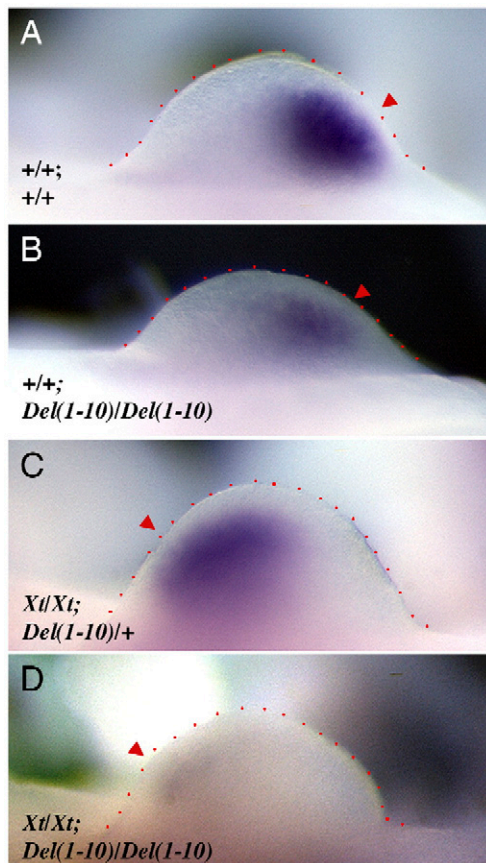 A
+/+;
+/+
B
+/+;
Del(1-10)/Del(1-10)
C
Xt/Xt;
Del(1-10)/+
D
Xt/Xt;
Del(1-10)/Del(1-10)